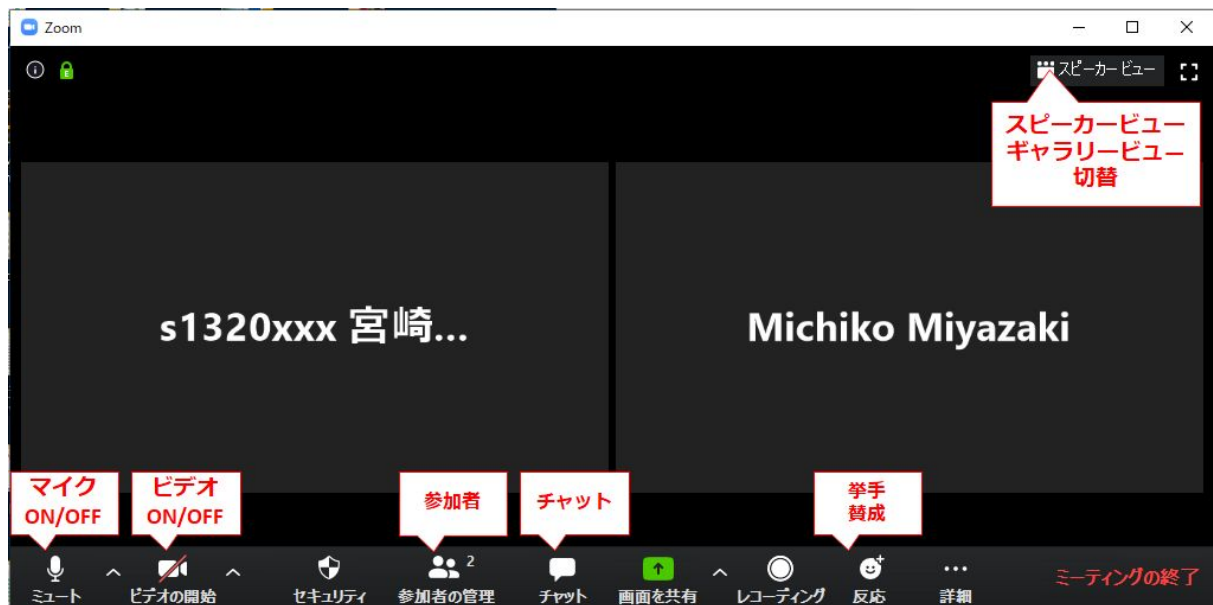 Zoom
スピーカー ビュー
スピーカービュー
ギャラリービュー
切替
s1320xxx 宮崎...
Michiko Miyazaki
マイク
ON/OFF
ビデオ
ON/OFF
参加者
チャット
挙手
賛成
ミュート
ビデオの開始
セキュリティ
2
参加者の管理
チャット
画面を共有
レコーディング
反応
詳細
ミーティングの終了